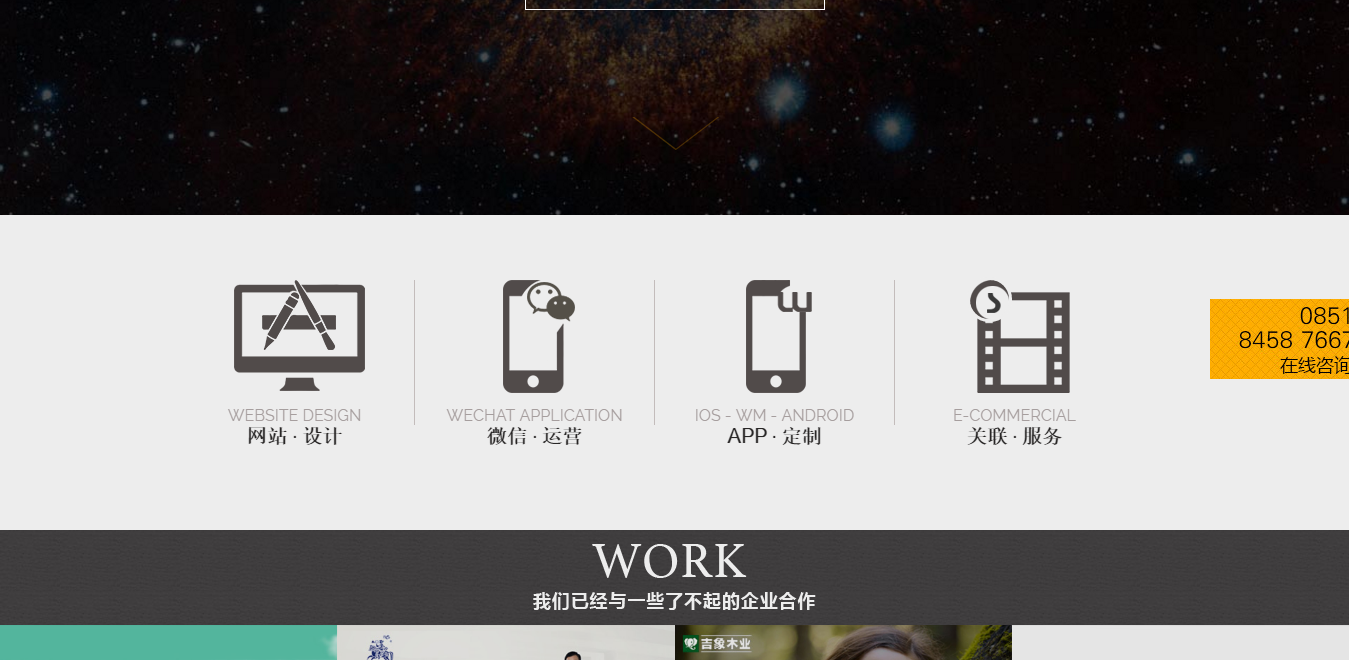 WEBSITE DESIGN
网站 · 设计
WECHAT APPLICATION
微信 · 运营
IOS - WM - ANDROID
APP · 定制
E-COMMERCIAL
关联 · 服务
0851
8458 7667
在线咨询
WORK
我们已经与一些了不起的企业合作
吉象木业